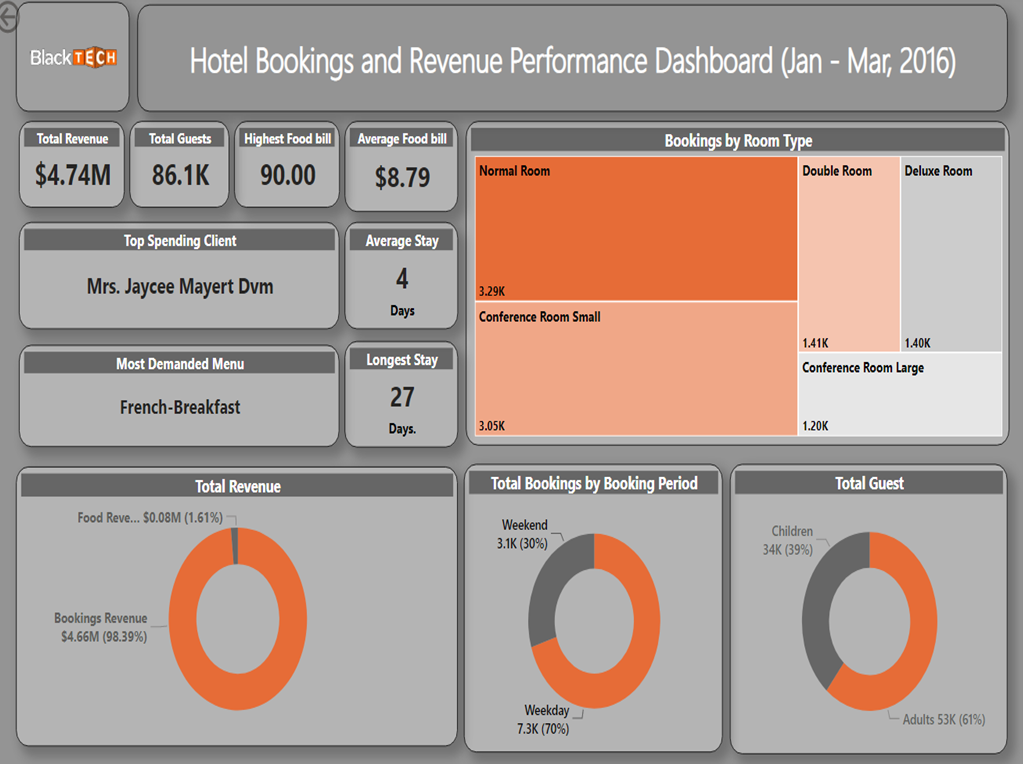 BlackTECH
Hotel Bookings and Revenue Performance Dashboard (Jan - Mar, 2016)
Total Revenue
$4.74M
Total Guests
86.1K
Highest Food bill
90.00
Average Food bill
$8.79
Top Spending Client
Mrs. Jaycee Mayert Dvm
Average Stay
4
Days
Most Demanded Menu
French-Breakfast
Longest Stay
27
Days.
Bookings by Room Type
Normal Room
3.29K
Conference Room Small
3.05K
Double Room
1.41K
Deluxe Room
1.40K
Conference Room Large
1.20K
Total Revenue
Food Reve... $0.08M (1.61%)
Bookings Revenue
$4.66M (98.39%)
Total Bookings by Booking Period
Weekend
3.1K (30%)
Weekday
7.3K (70%)
Total Guest
Children
34K (39%)
Adults 53K (61%)